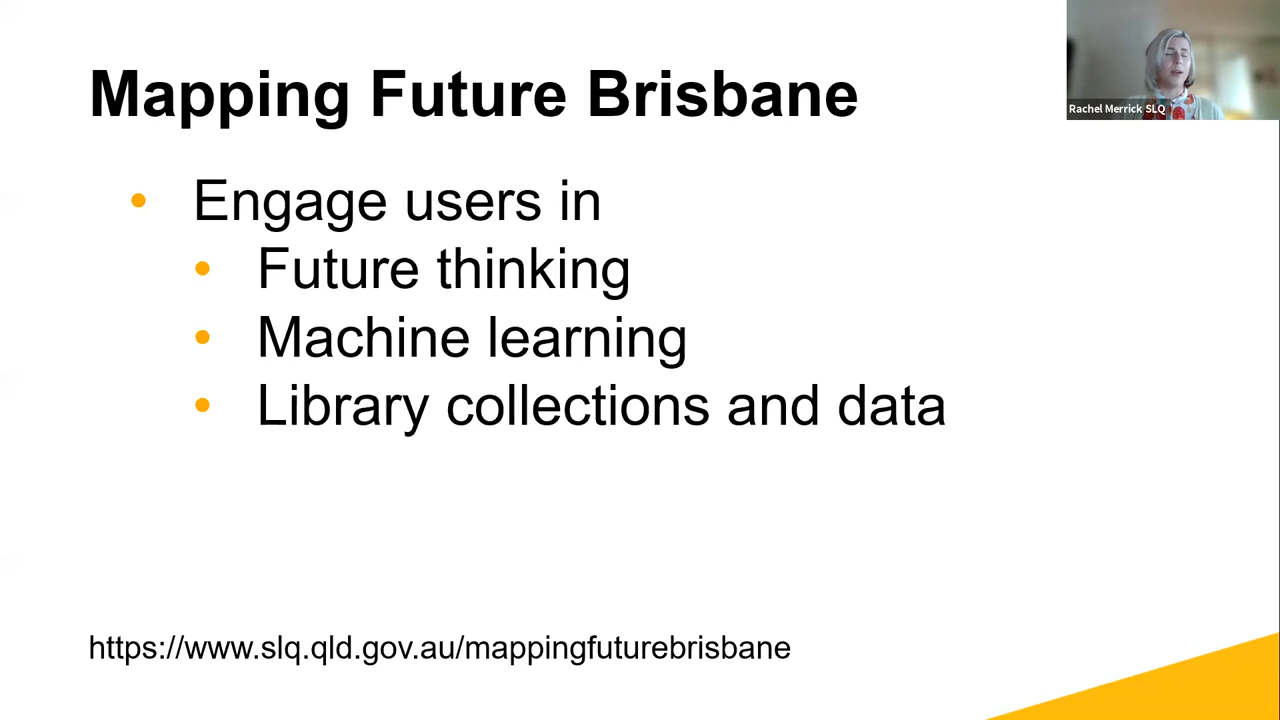 Mapping Future Brisbane
Rachel Merrick SLQ
• Engage users in
• Future thinking
• Machine learning
• Library collections and data
https://www.slq.qld.gov.au/mappingfuturebrisbane